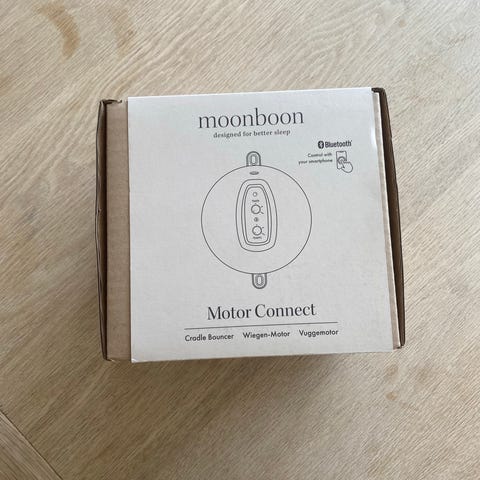 moonboon
designed for better sleep
Bluetooth®
Control with
your smartphone
Motor Connect
Cradle Bouncer Wiegen-Motor Vuggemotor